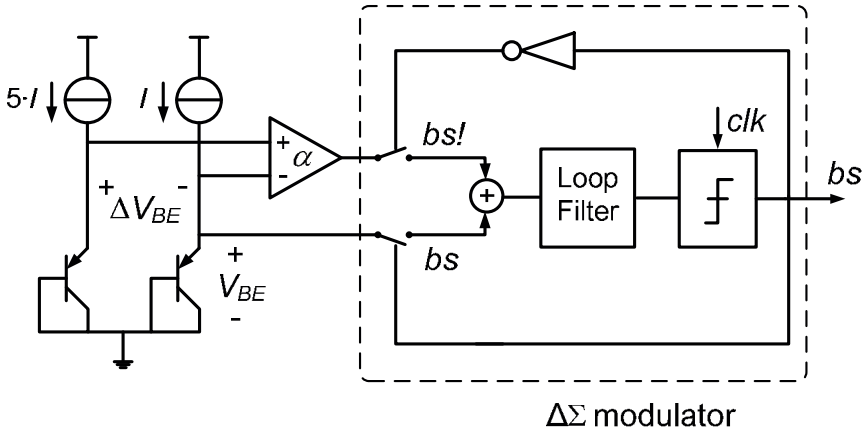 5·I
I
+
α
-
bs!
clk
+ -
ΔV_BE
+
Loop
Filter
bs
bs
+
V_BE
-
ΔΣ modulator